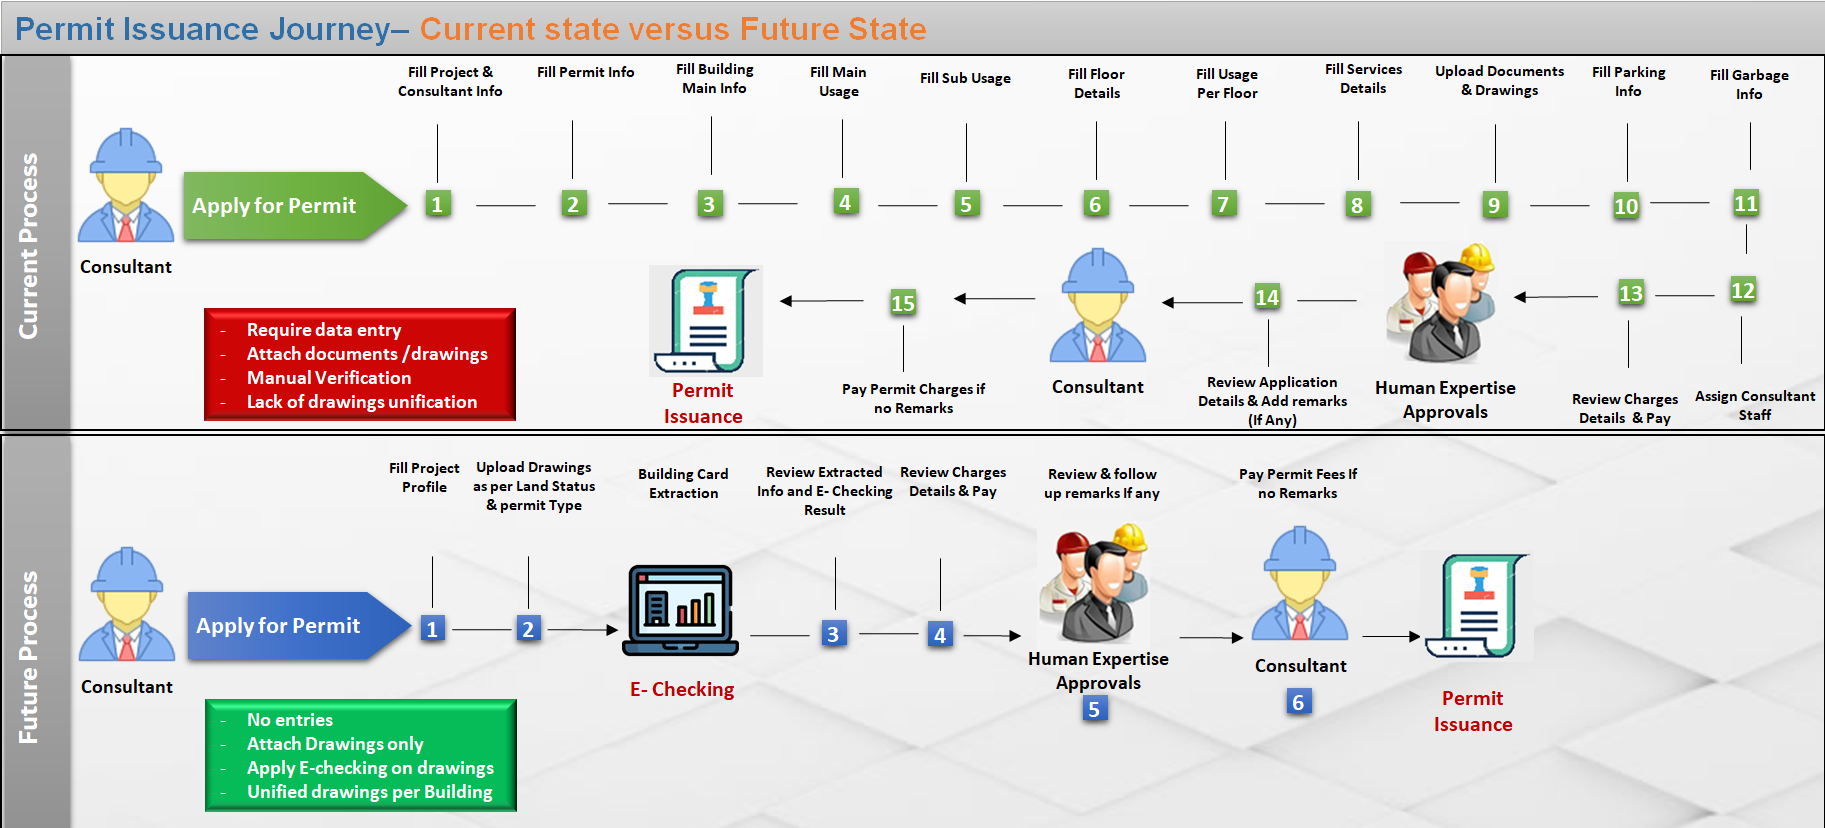 Permit Issuance Journey– Current state versus Future State
Current Process
Fill Project &
Consultant Info
Fill Permit Info
Fill Building
Main Info
Fill Main
Usage
Fill Sub Usage
Fill Floor
Details
Fill Usage
Per Floor
Fill Services
Details
Upload Documents
& Drawings
Fill Parking
Info
Fill Garbage
Info
Consultant
Apply for Permit
1
2
3
4
5
6
7
8
9
10
11
12
13
Assign Consultant
Staff
Review Charges
Details & Pay
Human Expertise
Approvals
14
Review Application
Details & Add remarks
(If Any)
Consultant
15
Pay Permit Charges if
no Remarks
Permit
Issuance
- Require data entry
- Attach documents /drawings
- Manual Verification
- Lack of drawings unification
Future Process
Fill Project
Profile
Upload Drawings
as per Land Status
& permit Type
Building Card
Extraction
Review Extracted
Info and E- Checking
Result
Review Charges
Details & Pay
Review & follow
up remarks If any
Pay Permit Fees If
no Remarks
Consultant
Apply for Permit
1
2
E- Checking
3
4
Human Expertise
Approvals
5
Consultant
6
Permit
Issuance
- No entries
- Attach Drawings only
- Apply E-checking on drawings
- Unified drawings per Building